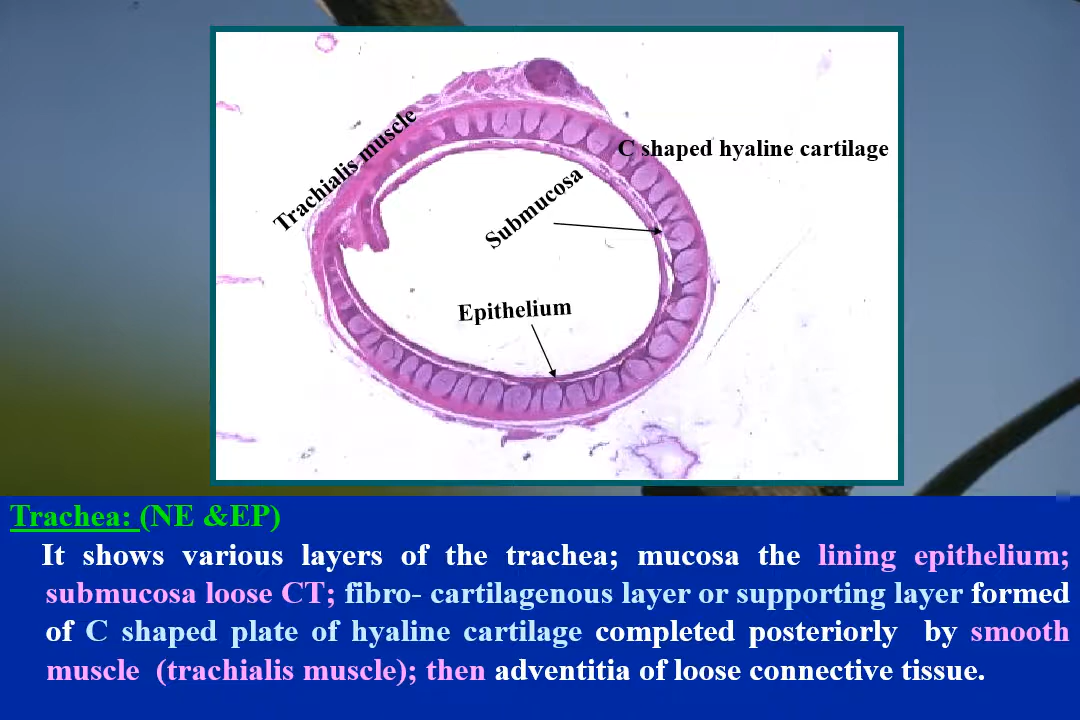 Trachialis muscle
C shaped hyaline cartilage
Submucosa
Epithelium
Trachea: (NE &EP)
It shows various layers of the trachea; mucosa the lining epithelium;
submucosa loose CT; fibro- cartilagenous layer or supporting layer formed
of C shaped plate of hyaline cartilage completed posteriorly by smooth
muscle (trachialis muscle); then adventitia of loose connective tissue.